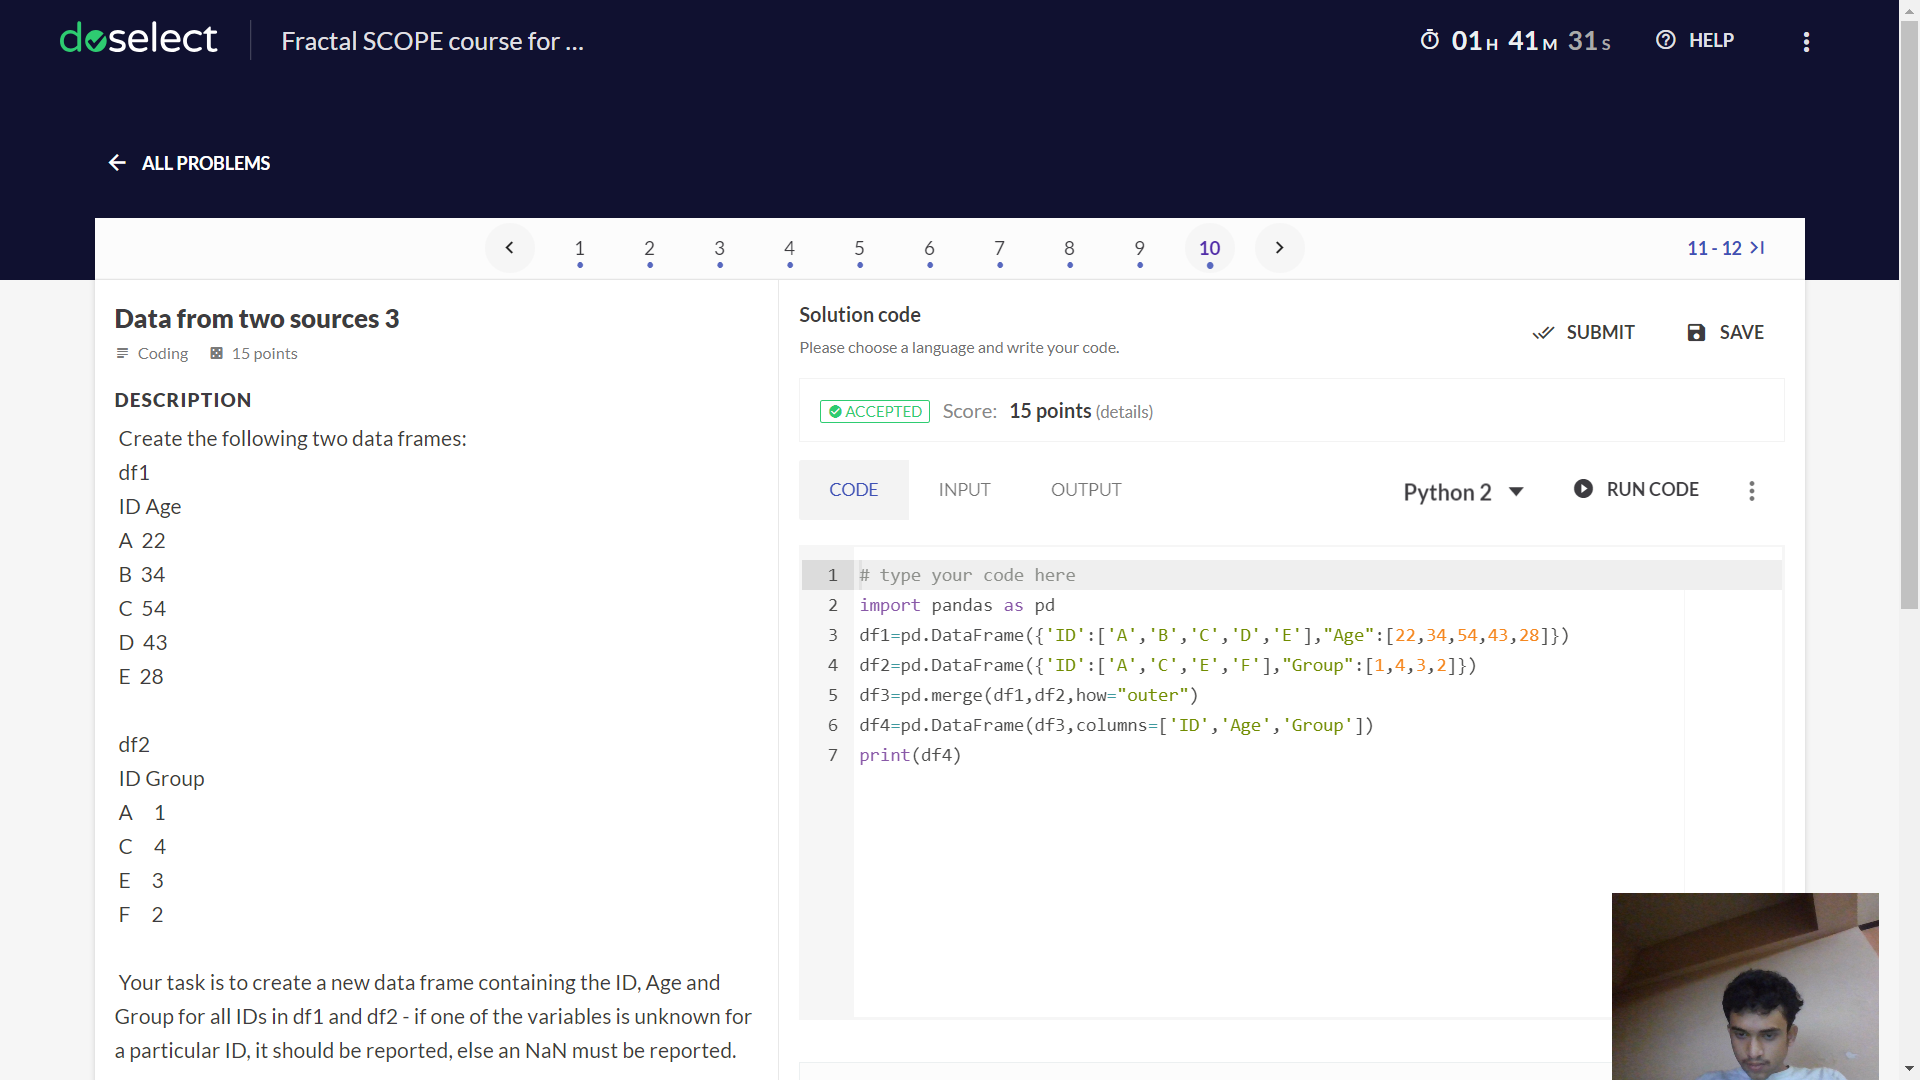 doselect
Fractal SCOPE course for ...
01 H 41 M 31 S
HELP
ALL PROBLEMS
1 2 3 4 5 6 7 8 9 10
11 - 12
Data from two sources 3
Coding 15 points
DESCRIPTION
Create the following two data frames:
df1
ID Age
A 22
B 34
C 54
D 43
E 28
df2
ID Group
A 1
C 4
E 3
F 2
Your task is to create a new data frame containing the ID, Age and
Group for all IDs in df1 and df2 - if one of the variables is unknown for
a particular ID, it should be reported, else an NaN must be reported.
Solution code
Please choose a language and write your code.
SUBMIT
SAVE
ACCEPTED Score: 15 points (details)
CODE INPUT OUTPUT
Python 2
RUN CODE
1 # type your code here
2 import pandas as pd
3 df1=pd.DataFrame({'ID':['A','B','C','D','E'],"Age":[22,34,54,43,28]})
4 df2=pd.DataFrame({'ID':['A','C','E','F'],"Group":[1,4,3,2]})
5 df3=pd.merge(df1,df2,how="outer")
6 df4=pd.DataFrame(df3,columns=['ID','Age','Group'])
7 print(df4)